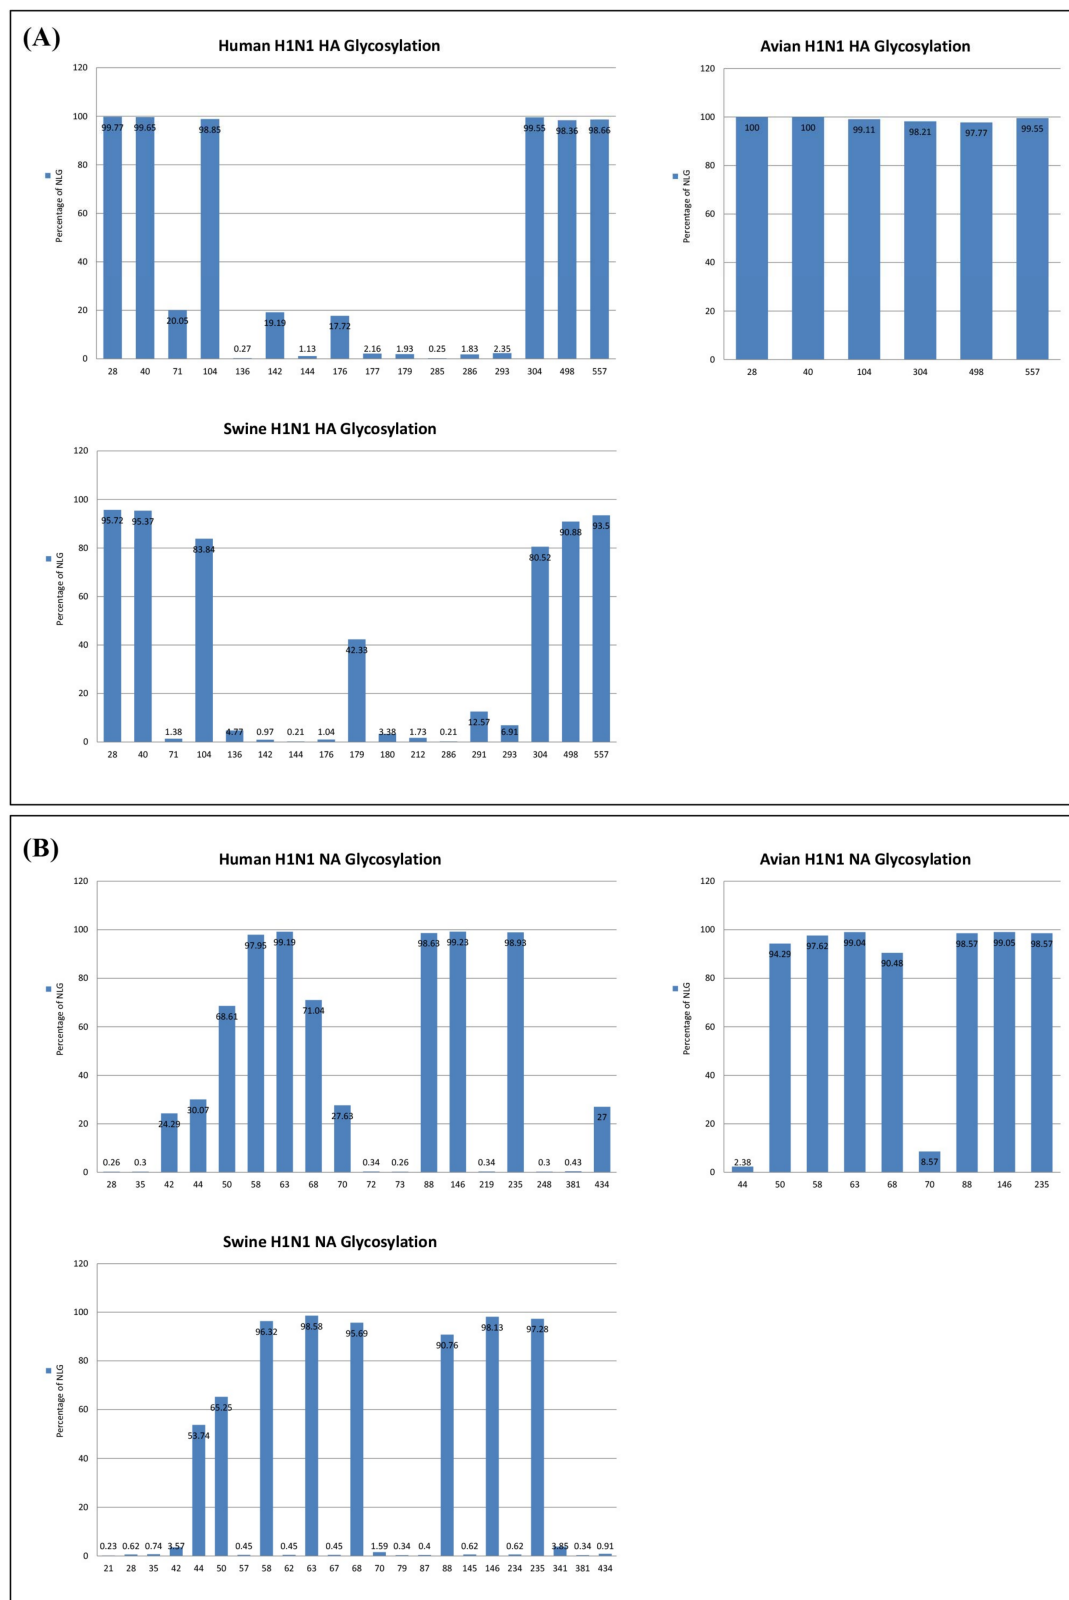 (A)
Human H1N1 HA Glycosylation
Percentage of NLG
120
100
80
60
40
20
0
99.77 99.65 20.05 98.85 0.27 19.19 1.13 17.72 2.16 1.93 0.25 1.83 2.35 99.55 98.36 98.66
28 40 71 104 136 142 144 176 177 179 285 286 293 304 498 557
Avian H1N1 HA Glycosylation
Percentage of NLG
120
100
80
60
40
20
0
100 100 99.11 98.21 97.77 99.55
28 40 104 304 498 557
Swine H1N1 HA Glycosylation
Percentage of NLG
120
100
80
60
40
20
0
95.72 95.37 1.38 83.84 4.77 0.97 0.21 1.04 42.33 3.38 1.73 0.21 12.57 6.91 80.52 90.88 93.5
28 40 71 104 136 142 144 176 179 180 212 286 291 293 304 498 557
(B)
Human H1N1 NA Glycosylation
Percentage of NLG
120
100
80
60
40
20
0
0.26 0.3 24.29 30.07 68.61 97.95 99.19 71.04 27.63 0.34 0.26 98.63 99.23 0.34 98.93 0.3 0.43 27
28 35 42 44 50 58 63 68 70 72 73 88 146 219 235 248 381 434
Avian H1N1 NA Glycosylation
Percentage of NLG
120
100
80
60
40
20
0
2.38 94.29 97.62 99.04 90.48 8.57 98.57 99.05 98.57
44 50 58 63 68 70 88 146 235
Swine H1N1 NA Glycosylation
Percentage of NLG
120
100
80
60
40
20
0
0.23 0.62 0.74 3.57 53.74 65.25 0.45 96.32 0.45 98.58 0.45 95.69 1.59 0.34 0.4 90.76 0.62 98.13 0.62 97.28 3.85 0.34 0.91
21 28 35 42 44 50 57 58 62 63 67 68 70 79 87 88 145 146 234 235 341 381 434